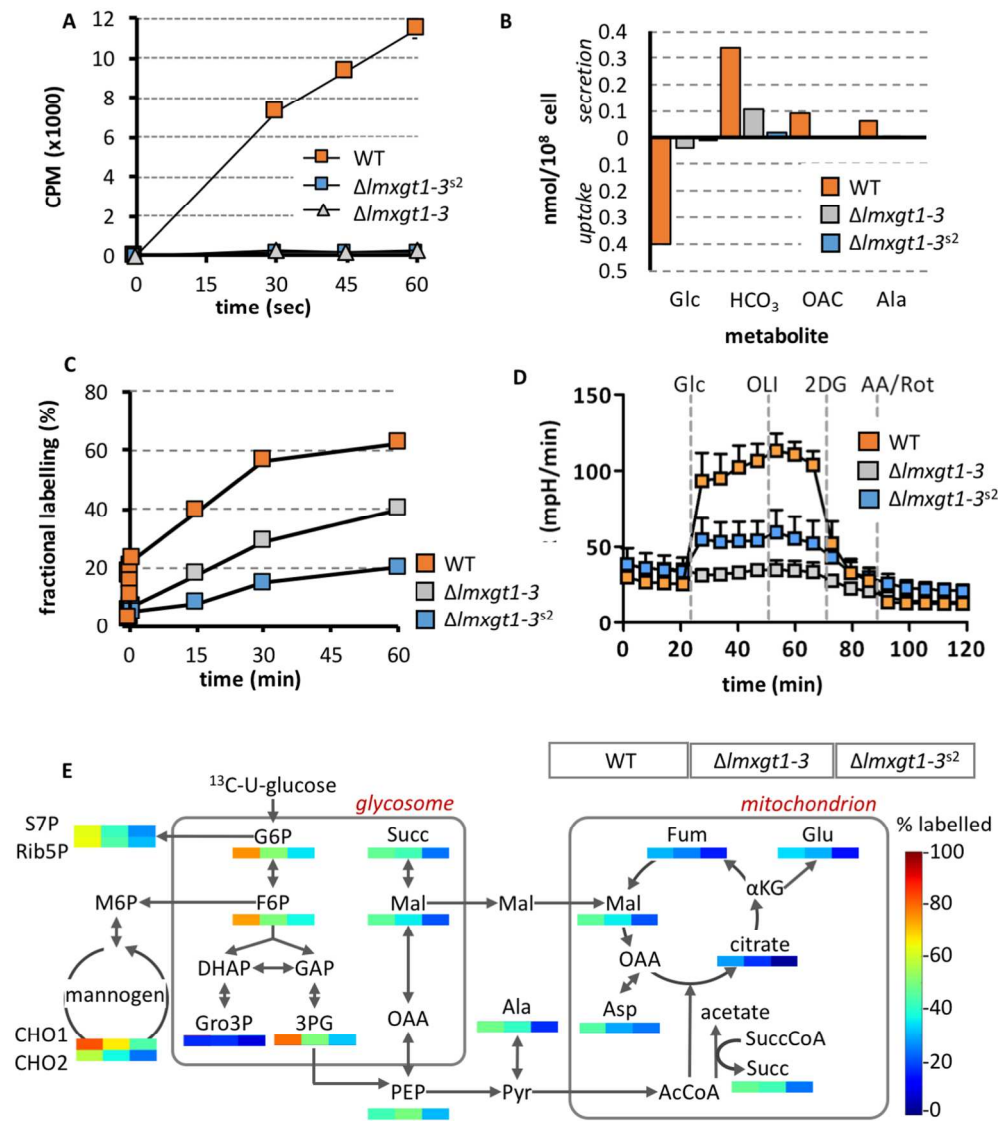 A
12
10
8
6
4
2
0
CPM (x1000)
WT
Δlmxgt1-3ˢ²
Δlmxgt1-3
0 15 30 45 60
time (sec)
B
0.4
0.3
0.2
0.1
0
0.1
0.2
0.3
0.4
0.5
nmol/10⁸ cell
secretion
uptake
WT
Δlmxgt1-3
Δlmxgt1-3ˢ²
Glc HCO₃ OAC Ala
metabolite
C
80
60
40
20
0
fractional labelling (%)
WT
Δlmxgt1-3
Δlmxgt1-3ˢ²
0 15 30 45 60
time (min)
D
Glc OLI 2DG AA/Rot
150
100
50
0
(mpH/min)
WT
Δlmxgt1-3
Δlmxgt1-3ˢ²
0 20 40 60 80 100 120
time (min)
E
WT Δlmxgt1-3 Δlmxgt1-3ˢ²
¹³C-U-glucose
glycosome
mitochondrion
S7P
Rib5P
G6P
Succ
Fum
Glu
% labelled
100
80
60
40
20
0
αKG
M6P
F6P
Mal
Mal
Mal
citrate
OAA
DHAP
GAP
mannogen
Gro3P
3PG
OAA
Ala
Asp
acetate
CHO1
CHO2
SuccCoA
Succ
PEP
Pyr
AcCoA